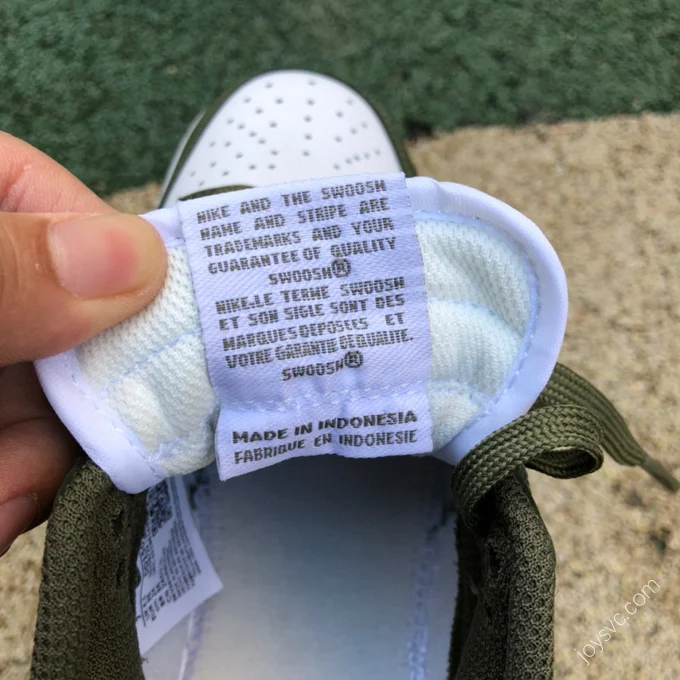 NIKE AND THE SWOOSH
NAME AND STRIPE ARE
TRADEMARKS AND YOUR
GUARANTEE OF QUALITY
SWOOSH®
NIKE.LE TERME SWOOSH
ET SON SIGLE SONT DES
MARQUES DEPOSEES ET
VOTRE GARANTIE DE QUALITE.
SWOOSH®
MADE IN INDONESIA
FABRIQUE EN INDONESIE
joysvc.com